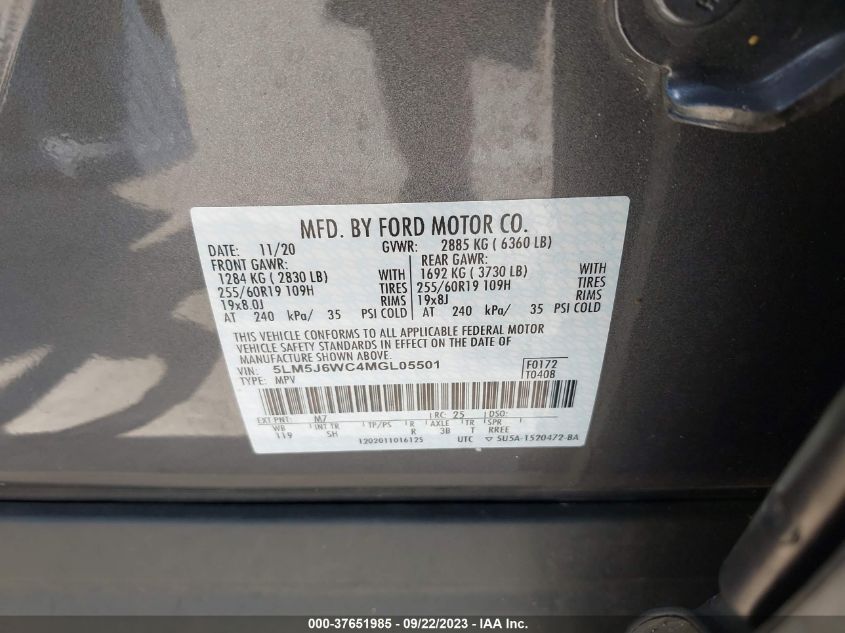 MFD. BY FORD MOTOR CO.
DATE: 11/20 GVWR: 2885 KG ( 6360 LB)
FRONT GAWR: REAR GAWR:
1284 KG ( 2830 LB) WITH 1692 KG ( 3730 LB) WITH
255/60R19 109H TIRES 255/60R19 109H TIRES
19x8.0J RIMS 19x8J RIMS
AT 240 kPa/ 35 PSI COLD AT 240 kPa/ 35 PSI COLD
THIS VEHICLE CONFORMS TO ALL APPLICABLE FEDERAL MOTOR
VEHICLE SAFETY STANDARDS IN EFFECT ON THE DATE OF
MANUFACTURE SHOWN ABOVE.
VIN: 5LM5J6WC4MGL05501 F0172
TYPE: MPV T0408
EXT PNT: M7 RC: 25 DSO:
WB INT TR TP/PS R AXLE TR SPR
119 SH R 3B T RREE
1202011016125 UTC ▽ 5U5A-1520472-BA
000-37651985 - 09/22/2023 - IAA Inc.